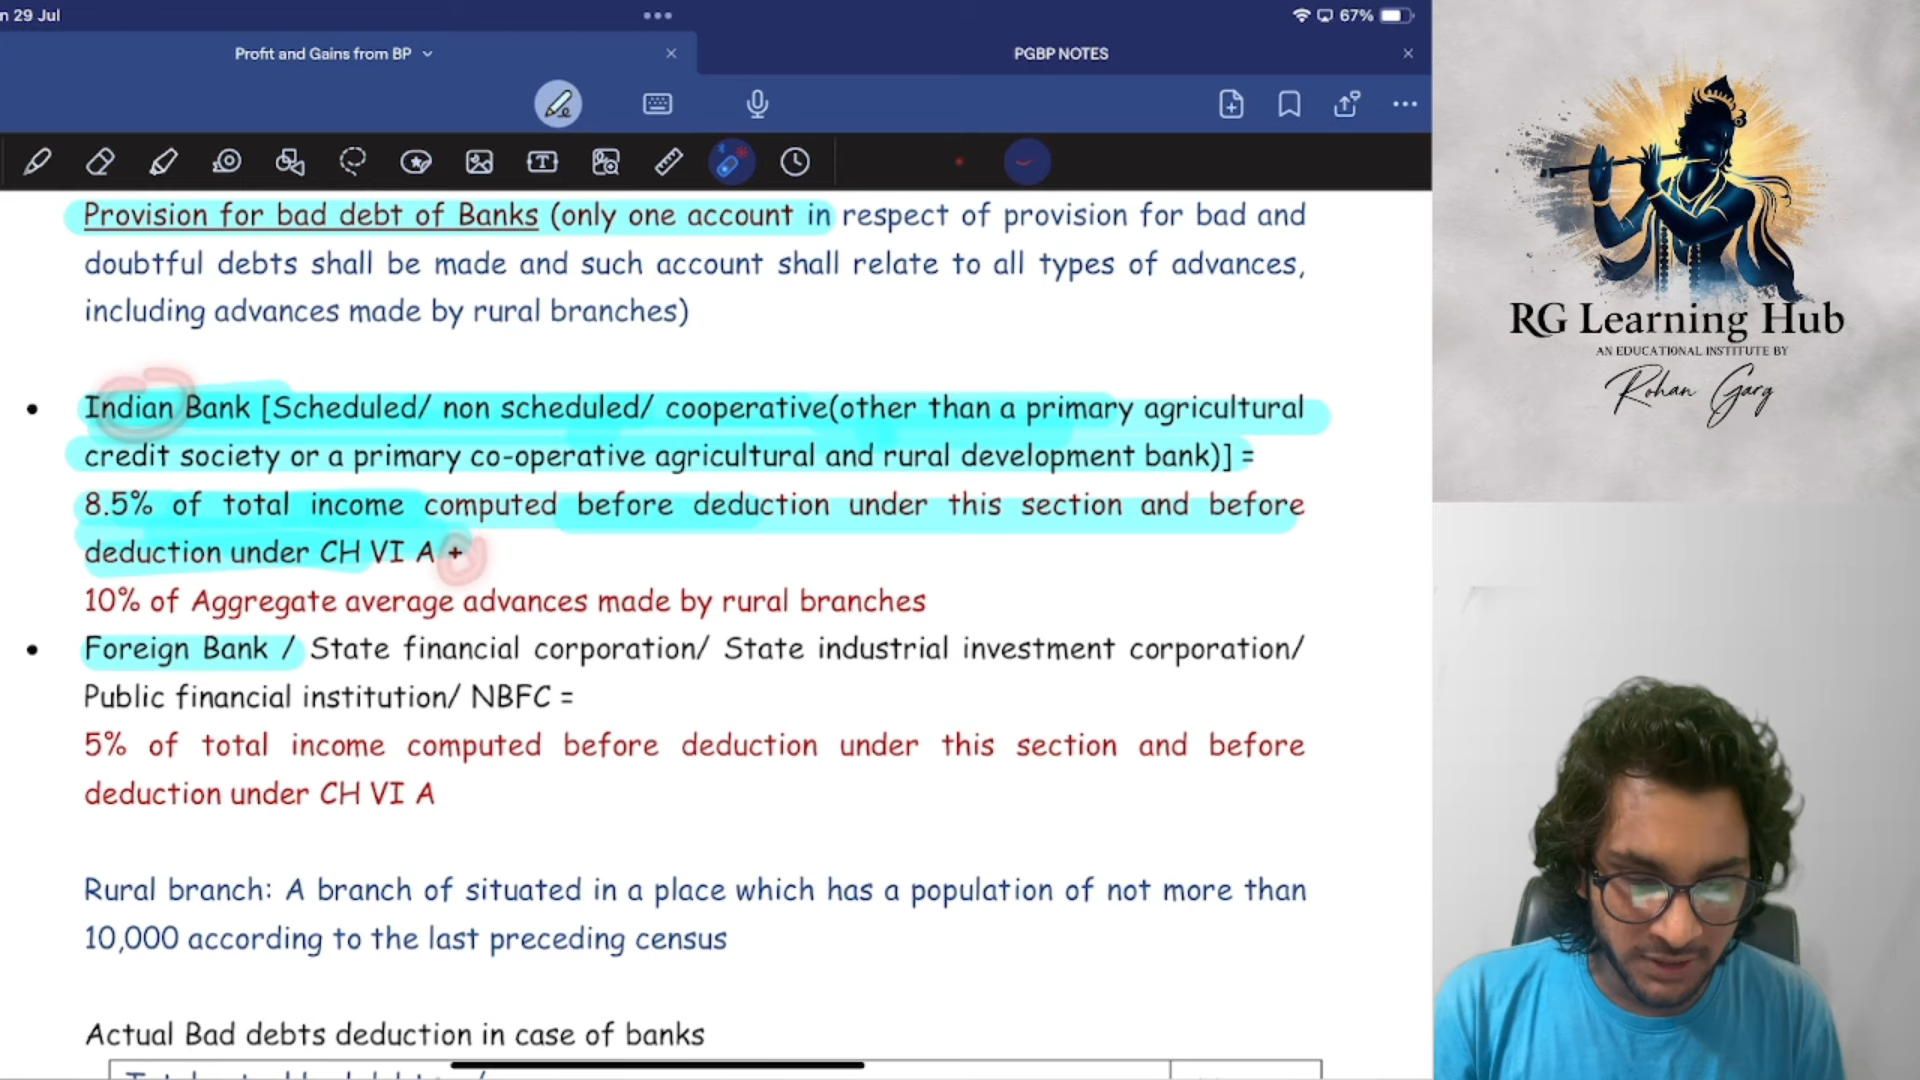 n 29 Jul
67%
Profit and Gains from BP
PGBP NOTES
Provision for bad debt of Banks (only one account in respect of provision for bad and
doubtful debts shall be made and such account shall relate to all types of advances,
including advances made by rural branches)
• Indian Bank [Scheduled/ non scheduled/ cooperative(other than a primary agricultural
credit society or a primary co-operative agricultural and rural development bank)] =
8.5% of total income computed before deduction under this section and before
deduction under CH VI A +
10% of Aggregate average advances made by rural branches
• Foreign Bank / State financial corporation/ State industrial investment corporation/
Public financial institution/ NBFC =
5% of total income computed before deduction under this section and before
deduction under CH VI A
Rural branch: A branch of situated in a place which has a population of not more than
10,000 according to the last preceding census
Actual Bad debts deduction in case of banks
RG Learning Hub
AN EDUCATIONAL INSTITUTE BY
Rohan Garg